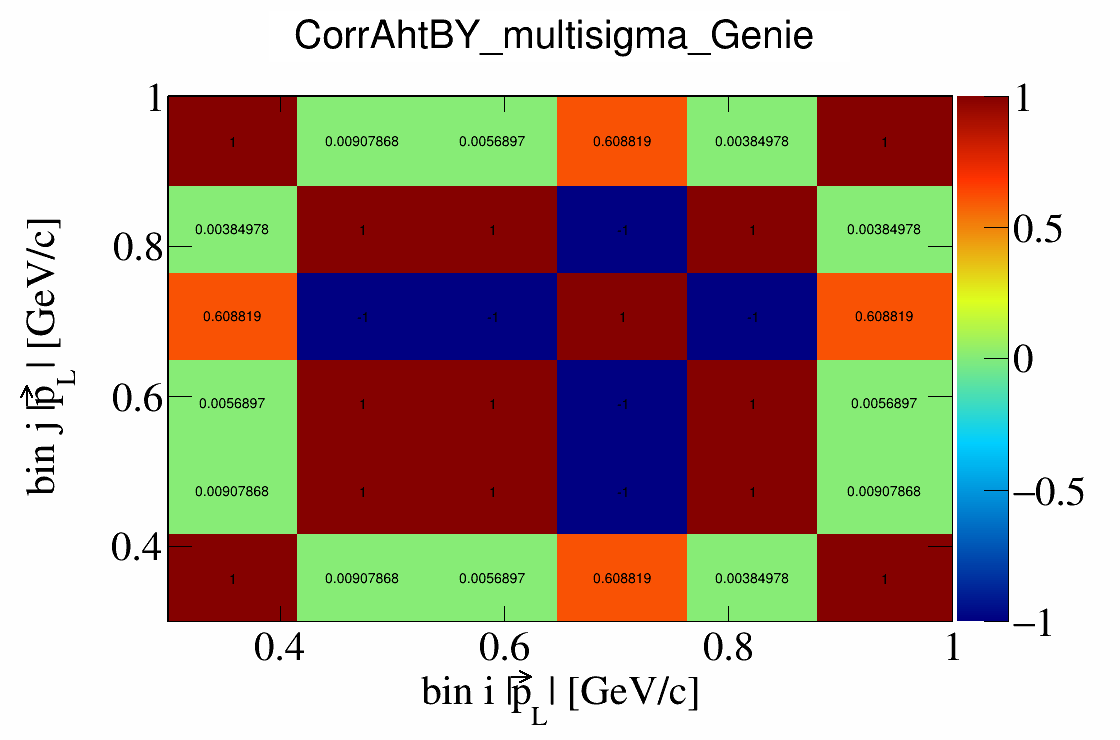 CorrAhtBY_multisigma_Genie
1
1 0.00907868 0.0056897 0.608819 0.00384978 1
1
0.00384978 1 1 -1 1 0.00384978
0.8
0.5
0.608819 -1 -1 1 -1 0.608819
0
0.0056897 1 1 -1 1 0.0056897
0.6
0.00907868 1 1 -1 1 0.00907868
−0.5
0.4
1 0.00907868 0.0056897 0.608819 0.00384978 1
−1
0.4 0.6 0.8 1
bin i |p⃗L| [GeV/c]
bin j |p⃗L| [GeV/c]